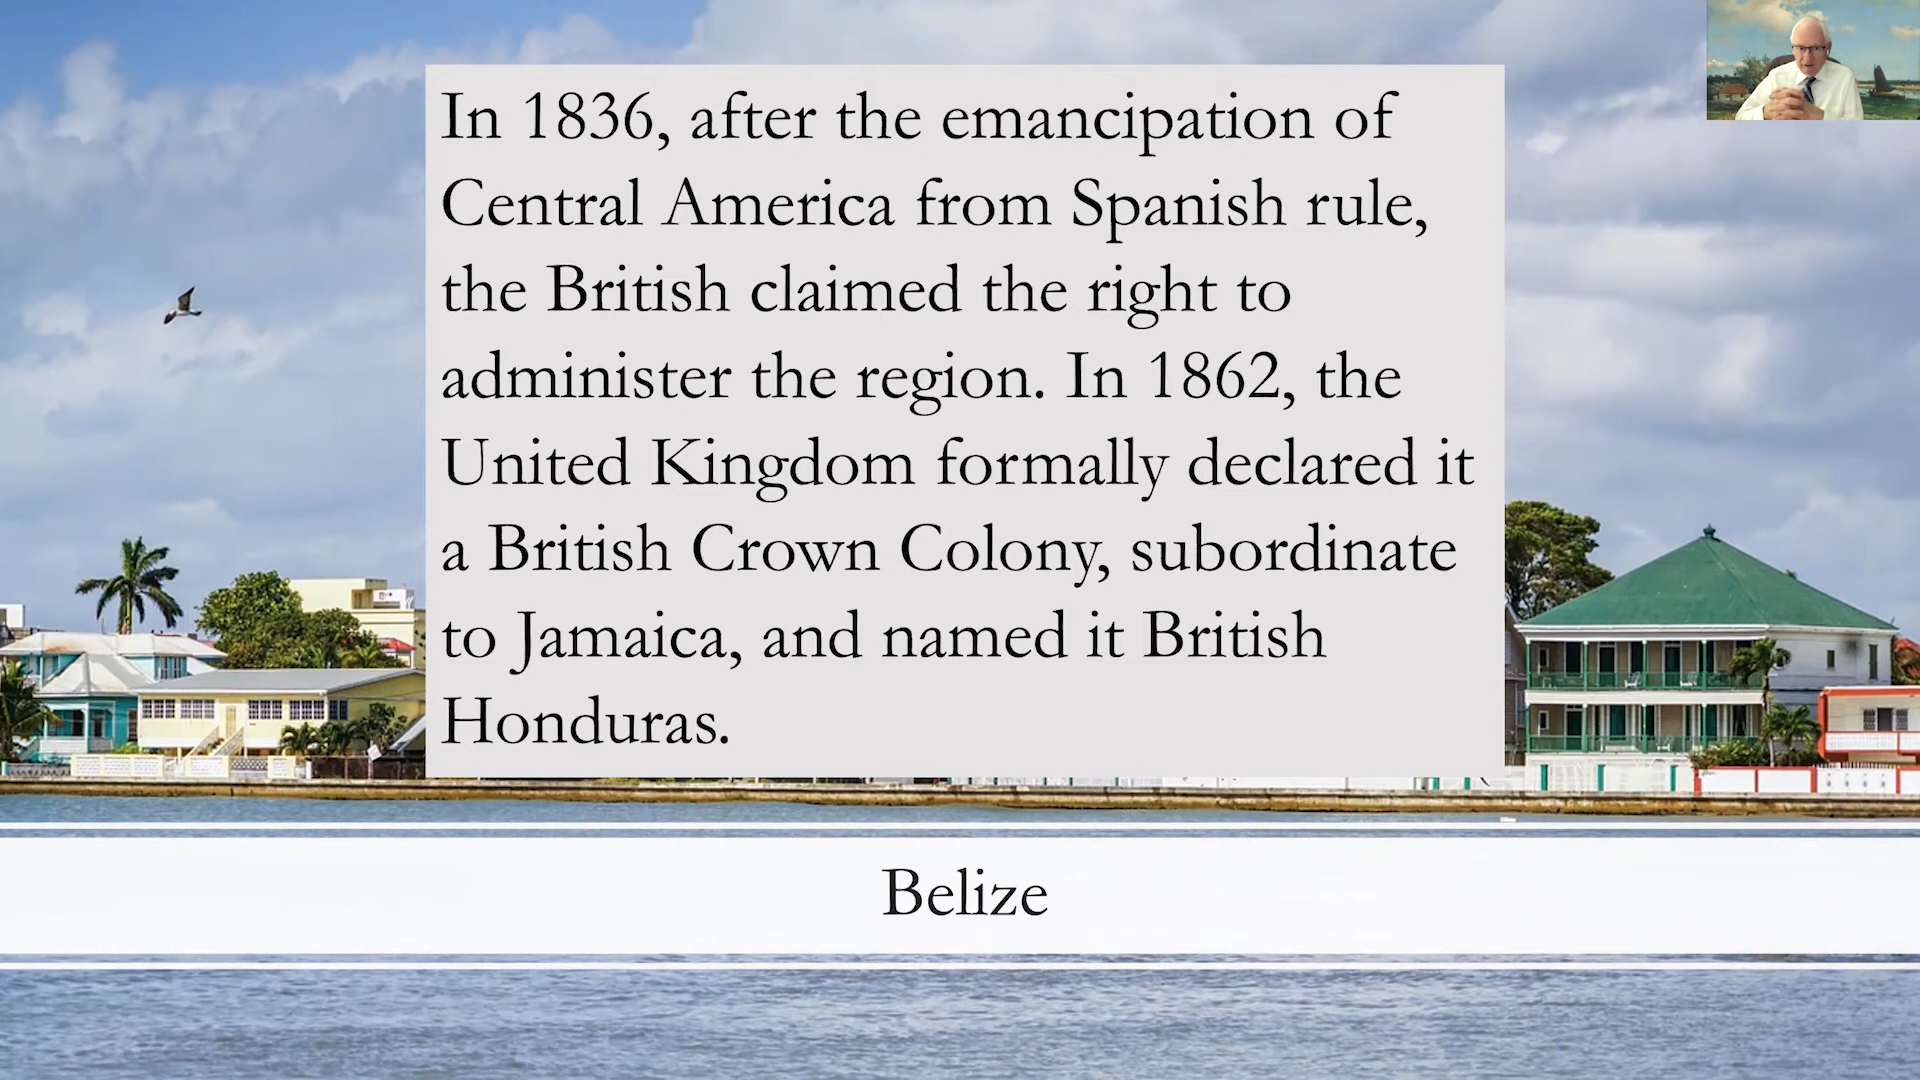 In 1836, after the emancipation of
Central America from Spanish rule,
the British claimed the right to
administer the region. In 1862, the
United Kingdom formally declared it
a British Crown Colony, subordinate
to Jamaica, and named it British
Honduras.
Belize